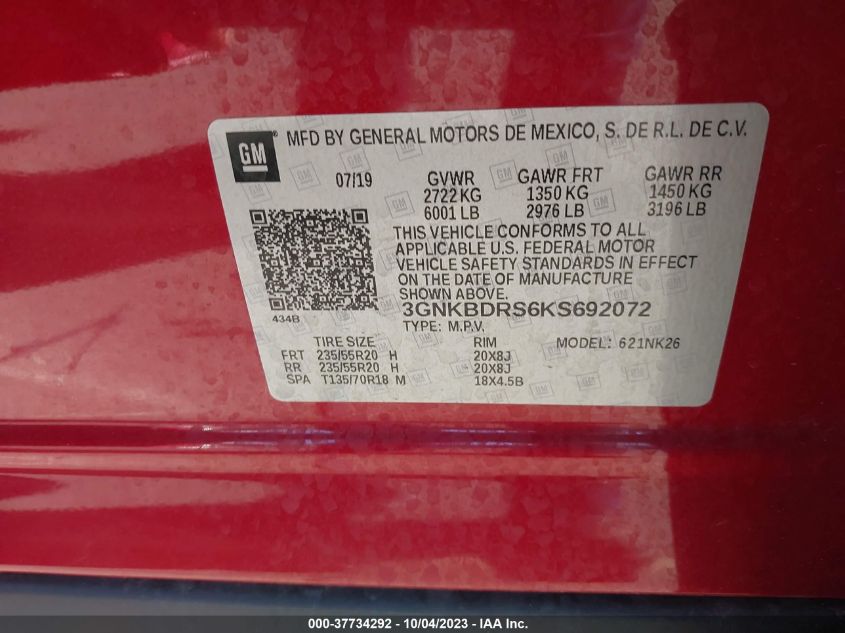 GM
MFD BY GENERAL MOTORS DE MEXICO, S. DE R.L. DE C.V.
07/19 GVWR GAWR FRT GAWR RR
2722 KG 1350 KG 1450 KG
6001 LB 2976 LB 3196 LB
THIS VEHICLE CONFORMS TO ALL
APPLICABLE U.S. FEDERAL MOTOR
VEHICLE SAFETY STANDARDS IN EFFECT
ON THE DATE OF MANUFACTURE
SHOWN ABOVE.
434B
3GNKBDRS6KS692072
TYPE: M.P.V. MODEL: 621NK26
TIRE SIZE RIM
FRT 235/55R20 H 20X8J
RR 235/55R20 H 20X8J
SPA T135/70R18 M 18X4.5B
000-37734292 - 10/04/2023 - IAA Inc.